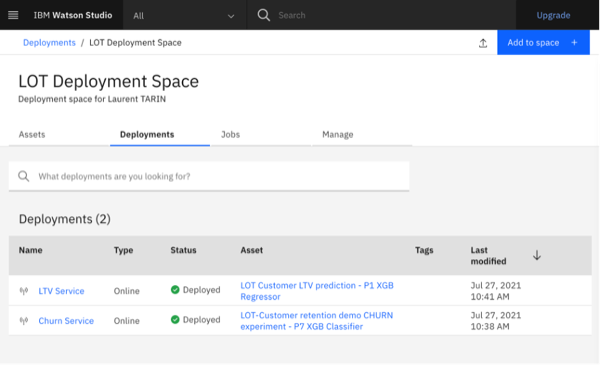 IBM Watson Studio All Search Upgrade
Deployments / LOT Deployment Space Add to space +
LOT Deployment Space
Deployment space for Laurent TARIN
Assets Deployments Jobs Manage
What deployments are you looking for?
Deployments (2)
Name Type Status Asset Tags Last modified
LTV Service Online Deployed LOT Customer LTV prediction - P1 XGB Regressor Jul 27, 2021 10:41 AM
Churn Service Online Deployed LOT-Customer retention demo CHURN experiment - P7 XGB Classifier Jul 27, 2021 10:38 AM